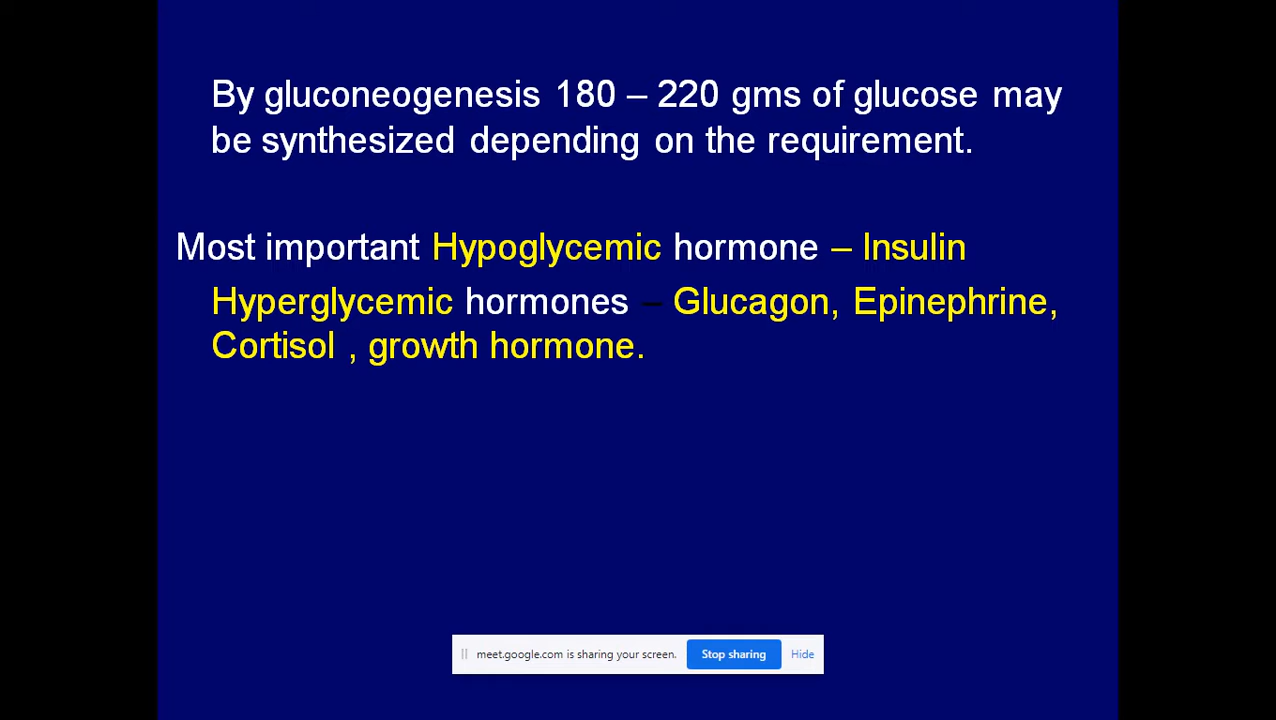 By gluconeogenesis 180 – 220 gms of glucose may
be synthesized depending on the requirement.
Most important Hypoglycemic hormone – Insulin
Hyperglycemic hormones – Glucagon, Epinephrine,
Cortisol , growth hormone.
meet.google.com is sharing your screen. Stop sharing Hide